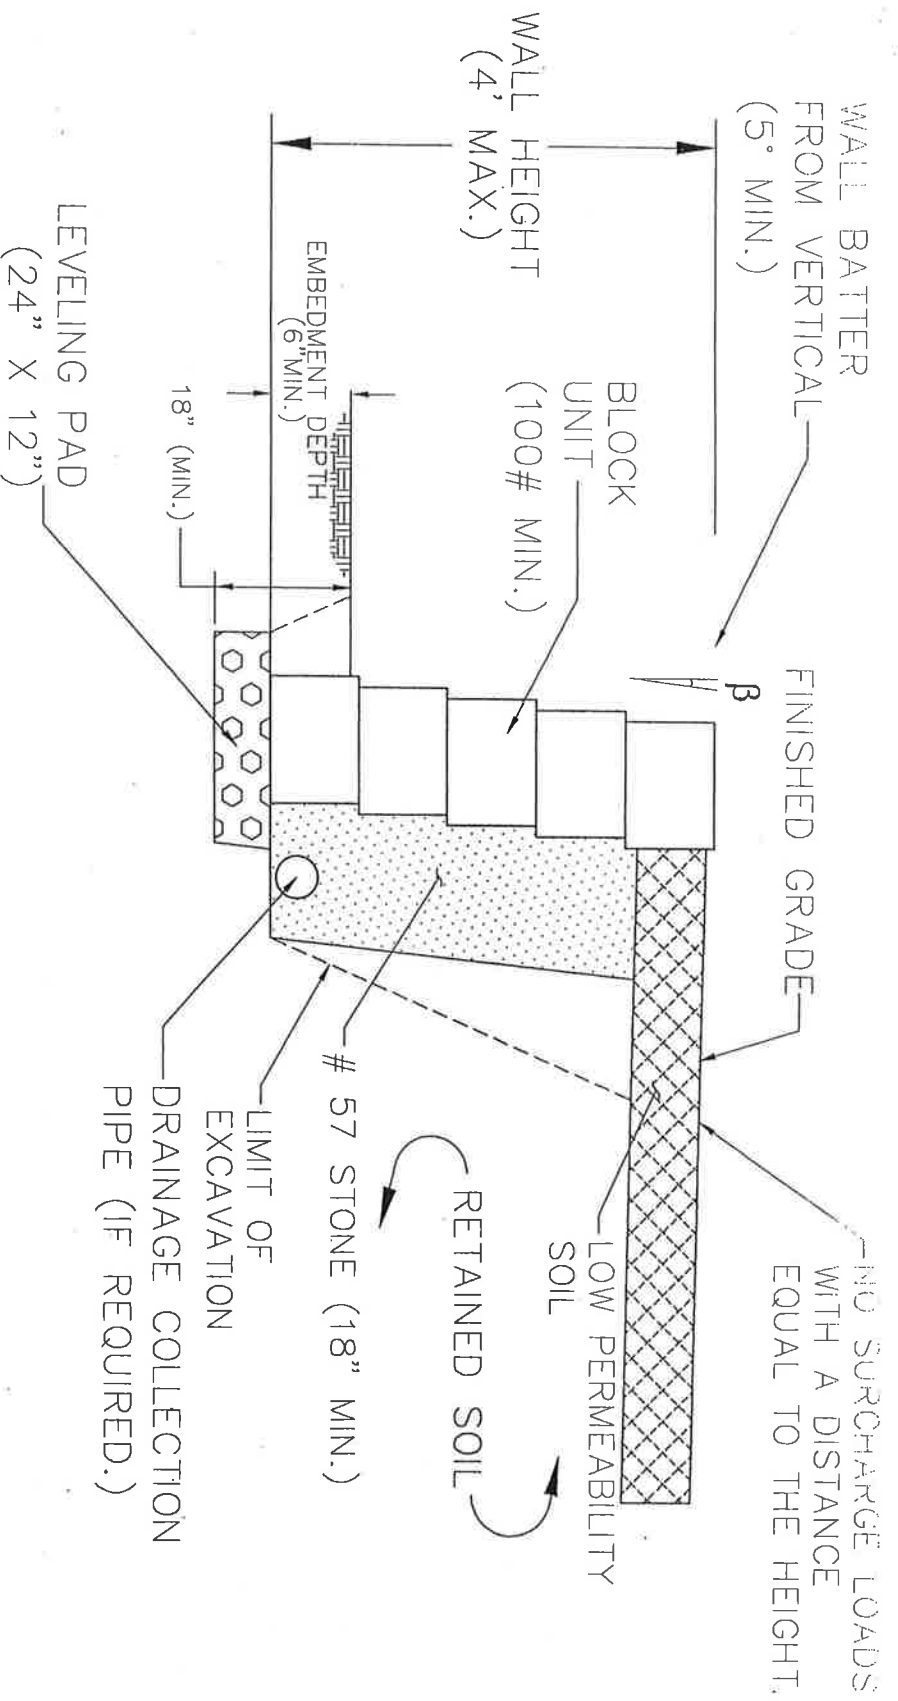 WALL BATTER
FROM VERTICAL
(5° MIN.)
WALL HEIGHT
(4' MAX.)
BLOCK
UNIT
(100# MIN.)
EMBEDMENT DEPTH
(6"MIN.)
18" (MIN.)
LEVELING PAD
(24" X 12")
β
FINISHED GRADE
NO SURCHARGE LOADS
WITH A DISTANCE
EQUAL TO THE HEIGHT.
LOW PERMEABILITY
SOIL
RETAINED SOIL
# 57 STONE (18" MIN.)
LIMIT OF
EXCAVATION
DRAINAGE COLLECTION
PIPE (IF REQUIRED.)